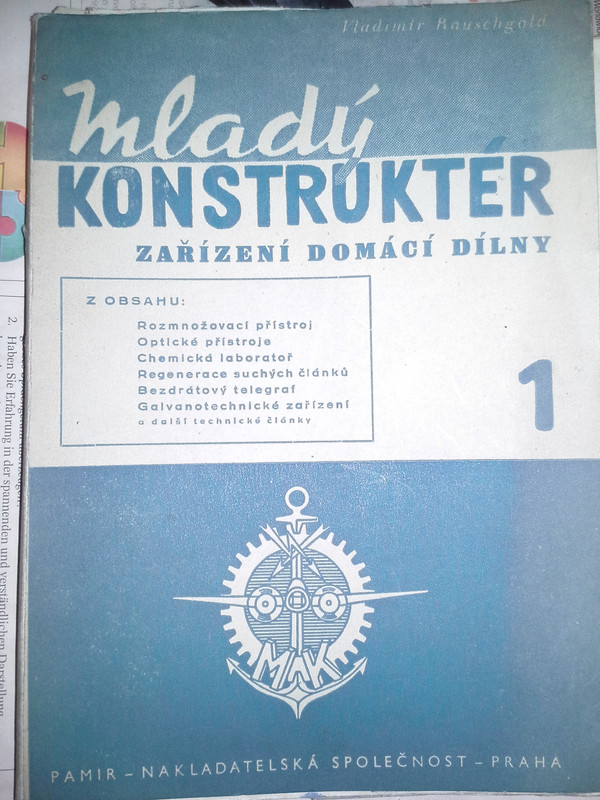 Vladimír Rauschgold
Mladý
KONSTRUKTÉR
ZAŘÍZENÍ DOMÁCÍ DÍLNY
Z OBSAHU:
Rozmnožovací přístroj
Optické přístroje
Chemická laboratoř
Regenerace suchých článků
Bezdrátový telegraf
Galvanotechnické zařízení
a další technické články
1
MAK
PAMIR – NAKLADATELSKÁ SPOLEČNOST – PRAHA
2. Haben Sie Erfahrung in der spannenden und verständlichen Darstellung